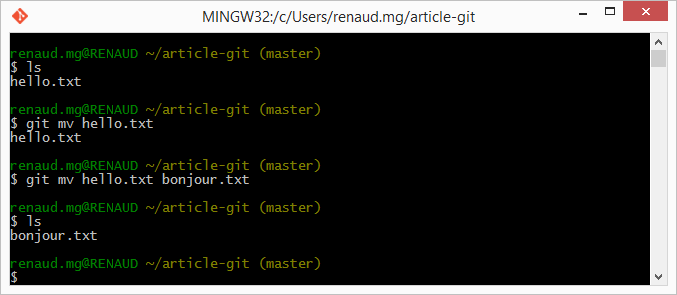 MINGW32:/c/Users/renaud.mg/article-git
renaud.mg@RENAUD ~/article-git (master)
$ ls
hello.txt
renaud.mg@RENAUD ~/article-git (master)
$ git mv hello.txt
hello.txt
renaud.mg@RENAUD ~/article-git (master)
$ git mv hello.txt bonjour.txt
renaud.mg@RENAUD ~/article-git (master)
$ ls
bonjour.txt
renaud.mg@RENAUD ~/article-git (master)
$